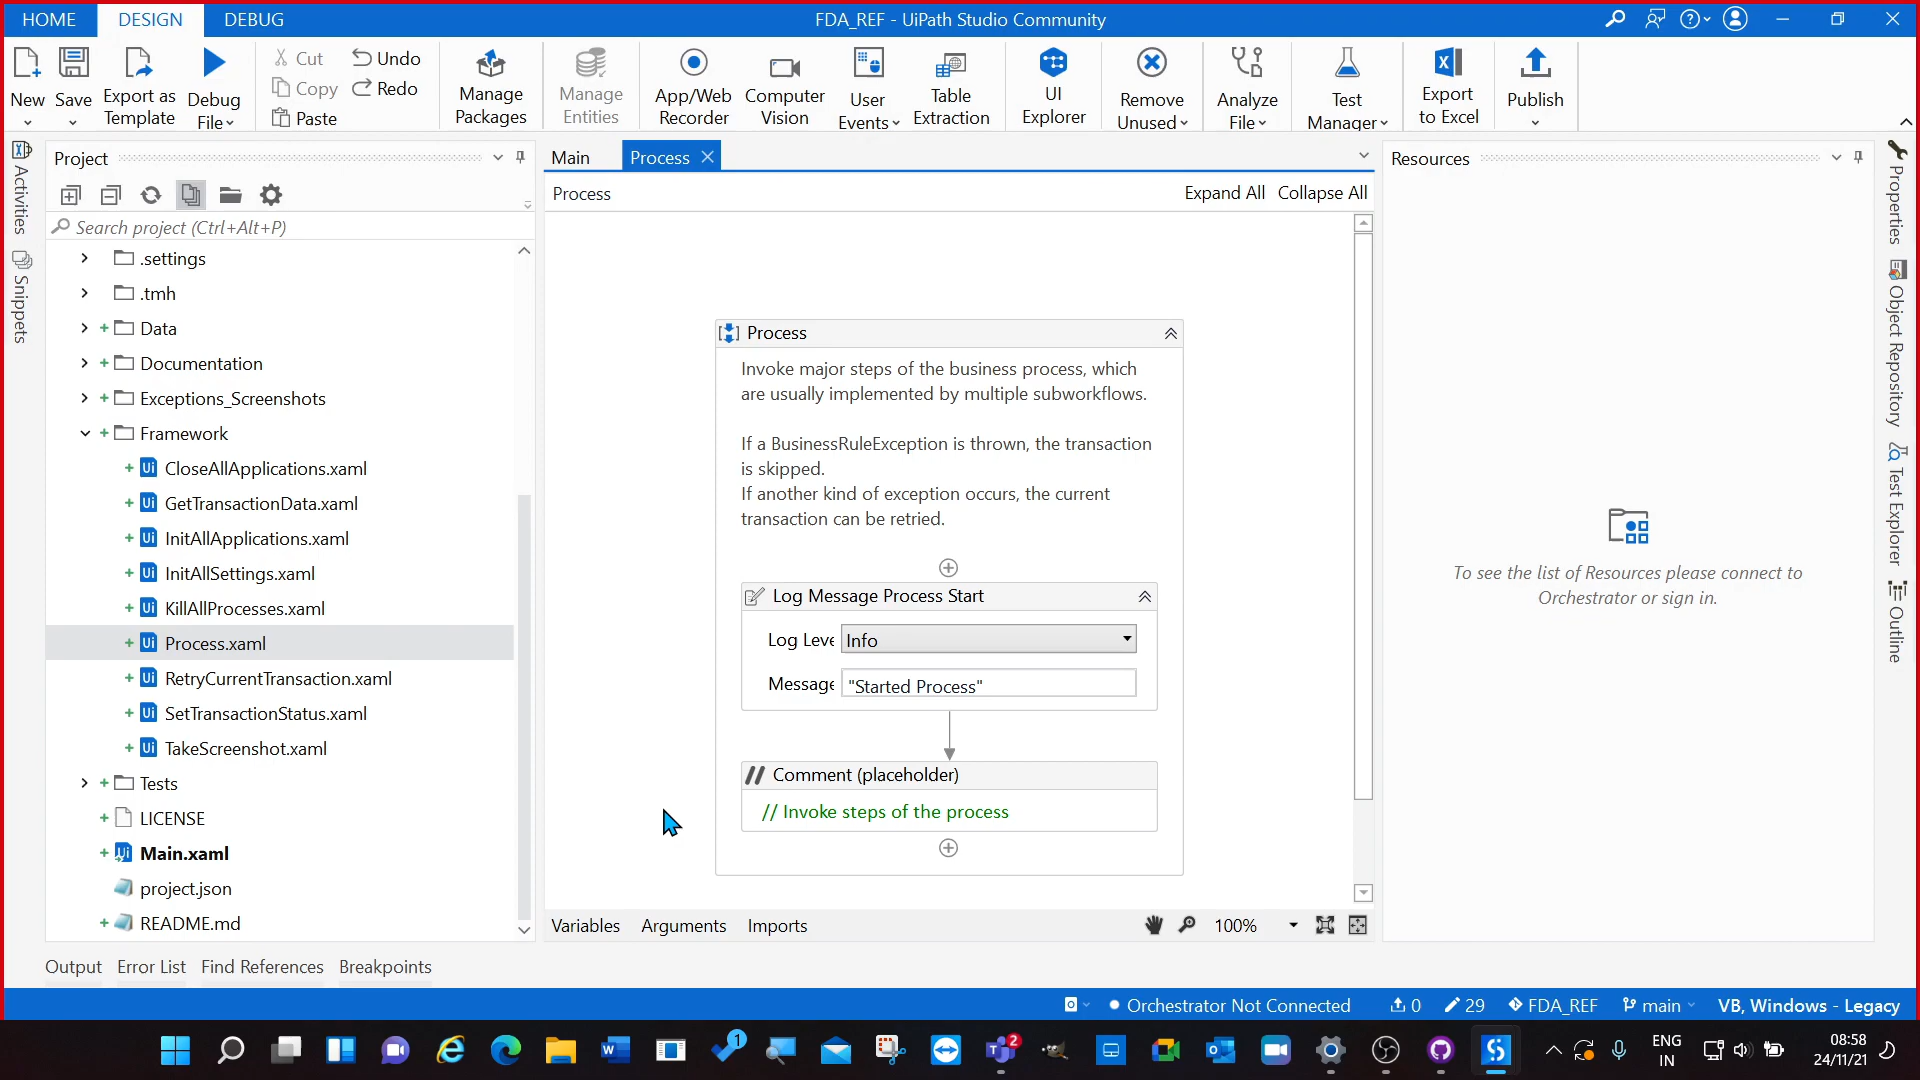 HOME DESIGN DEBUG FDA_REF - UiPath Studio Community
New Save Export as Template Debug File Cut Copy Paste Undo Redo Manage Packages Manage Entities App/Web Recorder Computer Vision User Events Table Extraction UI Explorer Remove Unused Analyze File Test Manager Export to Excel Publish
Activities
Snippets
Project
Search project (Ctrl+Alt+P)
.settings
.tmh
Data
Documentation
Exceptions_Screenshots
Framework
CloseAllApplications.xaml
GetTransactionData.xaml
InitAllApplications.xaml
InitAllSettings.xaml
KillAllProcesses.xaml
Process.xaml
RetryCurrentTransaction.xaml
SetTransactionStatus.xaml
TakeScreenshot.xaml
Tests
LICENSE
Main.xaml
project.json
README.md
Main Process
Process Expand All Collapse All
Process
Invoke major steps of the business process, which
are usually implemented by multiple subworkflows.
If a BusinessRuleException is thrown, the transaction
is skipped.
If another kind of exception occurs, the current
transaction can be retried.
Log Message Process Start
Log Leve Info
Message "Started Process"
// Comment (placeholder)
// Invoke steps of the process
Variables Arguments Imports 100%
Resources
To see the list of Resources please connect to
Orchestrator or sign in.
Properties
Object Repository
Test Explorer
Outline
Output Error List Find References Breakpoints
Orchestrator Not Connected 0 29 FDA_REF main VB, Windows - Legacy
1 2 ENG IN 08:58 24/11/21